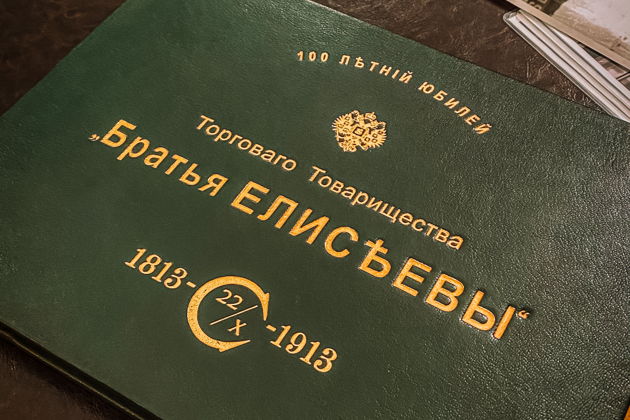 100 ЛѢТНІЙ ЮБИЛЕЙ
Торговаго Товарищества
„Братья ЕЛИСѢЕВЫ“
1813-22/X-1913